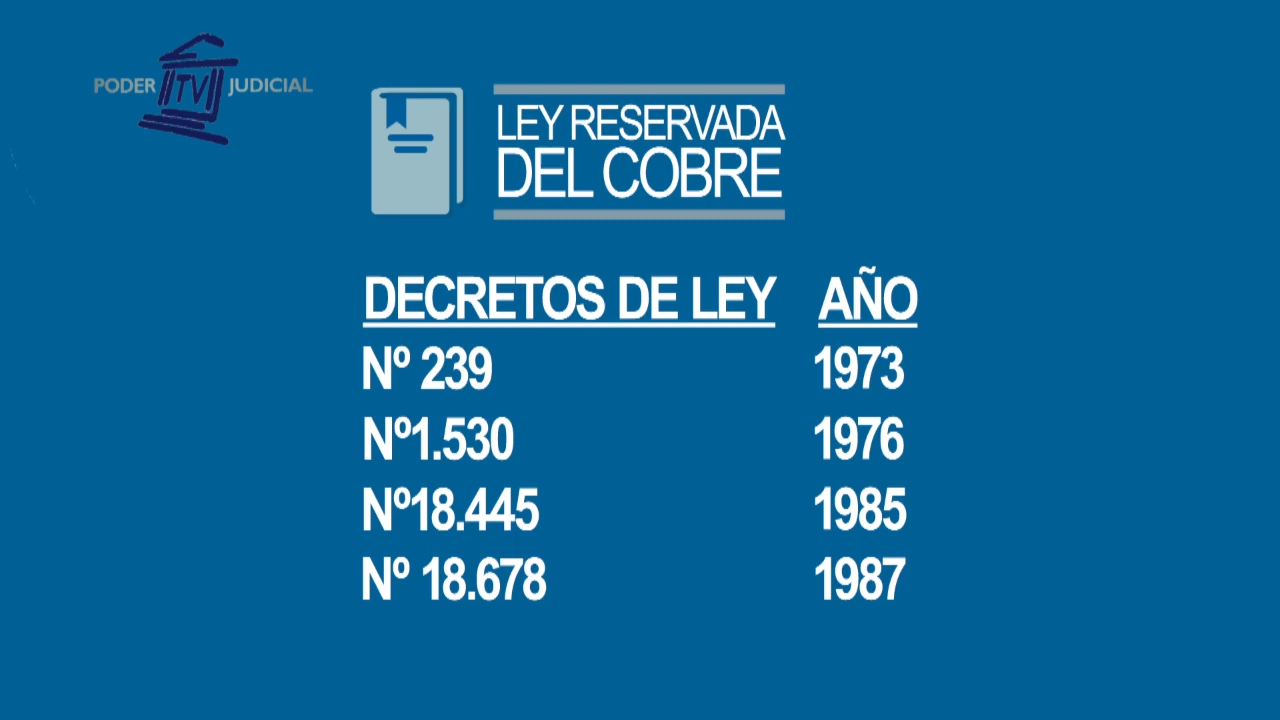 PODER TV JUDICIAL
LEY RESERVADA
DEL COBRE
DECRETOS DE LEY AÑO
Nº 239 1973
Nº1.530 1976
Nº18.445 1985
Nº 18.678 1987